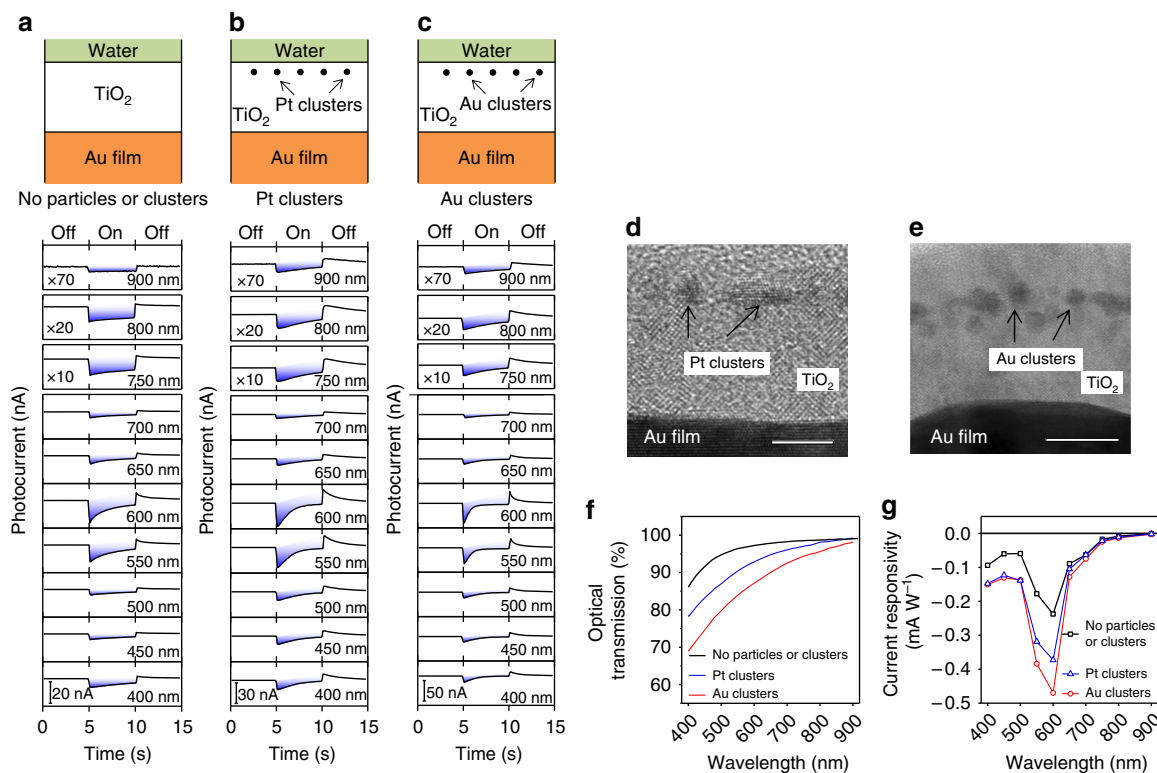 a
Water
TiO2
Au film
No particles or clusters
b
Water
Pt clusters
TiO2
Au film
Pt clusters
c
Water
Au clusters
TiO2
Au film
Au clusters
Photocurrent (nA)
Off On Off
×70 900 nm
×20 800 nm
×10 750 nm
700 nm
650 nm
600 nm
550 nm
500 nm
450 nm
20 nA 400 nm
0 5 10 15
Time (s)
Photocurrent (nA)
Off On Off
×70 900 nm
×20 800 nm
×10 750 nm
700 nm
650 nm
600 nm
550 nm
500 nm
450 nm
30 nA 400 nm
0 5 10 15
Time (s)
Photocurrent (nA)
Off On Off
×70 900 nm
×20 800 nm
×10 750 nm
700 nm
650 nm
600 nm
550 nm
500 nm
450 nm
50 nA 400 nm
0 5 10 15
Time (s)
d
Pt clusters
TiO2
Au film
e
Au clusters
TiO2
Au film
f
Optical
transmission (%)
100
90
80
70
60
No particles or clusters
Pt clusters
Au clusters
400 500 600 700 800 900
Wavelength (nm)
g
Current responsivity
(mA W−1)
0.0
−0.1
−0.2
−0.3
−0.4
−0.5
No particles
or clusters
Pt clusters
Au clusters
400 500 600 700 800 900
Wavelength (nm)